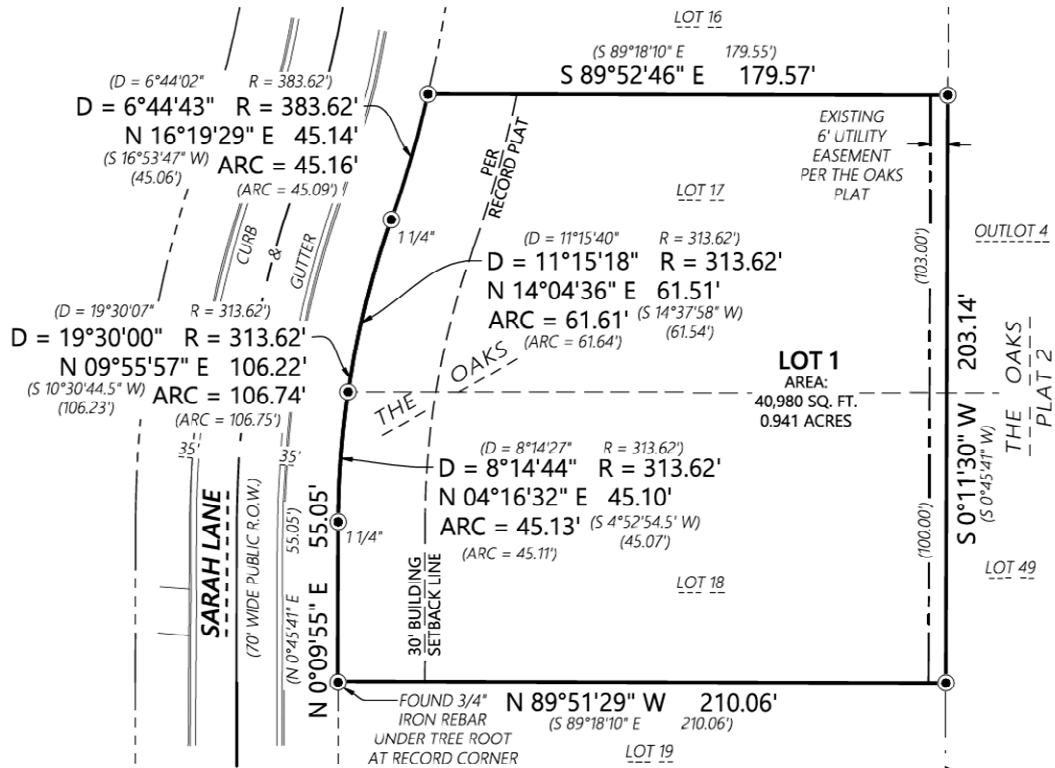 LOT 16
(S 89°18'10" E 179.55')
S 89°52'46" E 179.57'
(D = 6°44'02" R = 383.62')
D = 6°44'43" R = 383.62'
N 16°19'29" E 45.14'
(S 16°53'47" W)
(45.06')
ARC = 45.16'
(ARC = 45.09')
PER
RECORD PLAT
EXISTING
6' UTILITY
EASEMENT
PER THE OAKS
PLAT
LOT 17
CURB
&
GUTTER
1 1/4"
(D = 11°15'40" R = 313.62')
D = 11°15'18" R = 313.62'
N 14°04'36" E 61.51'
ARC = 61.61'
(S 14°37'58" W)
(61.54')
(ARC = 61.64')
(103.00')
OUTLOT 4
(D = 19°30'07" R = 313.62')
D = 19°30'00" R = 313.62'
N 09°55'57" E 106.22'
(S 10°30'44.5" W)
(106.23')
ARC = 106.74'
(ARC = 106.75')
THE OAKS
LOT 1
AREA:
40,980 SQ. FT.
0.941 ACRES
S 0°11'30" W 203.14'
(S 0°45'41" W)
THE OAKS
PLAT 2
35'
35'
(D = 8°14'27" R = 313.62')
D = 8°14'44" R = 313.62'
N 04°16'32" E 45.10'
ARC = 45.13'
(S 4°52'54.5' W)
(45.07')
(ARC = 45.11')
(100.00')
1 1/4"
SARAH LANE
(70' WIDE PUBLIC R.O.W.)
(N 0°45'41" E 55.05')
N 0°09'55" E 55.05'
30' BUILDING
SETBACK LINE
LOT 18
LOT 49
FOUND 3/4"
IRON REBAR
UNDER TREE ROOT
AT RECORD CORNER
N 89°51'29" W 210.06'
(S 89°18'10" E 210.06')
LOT 19